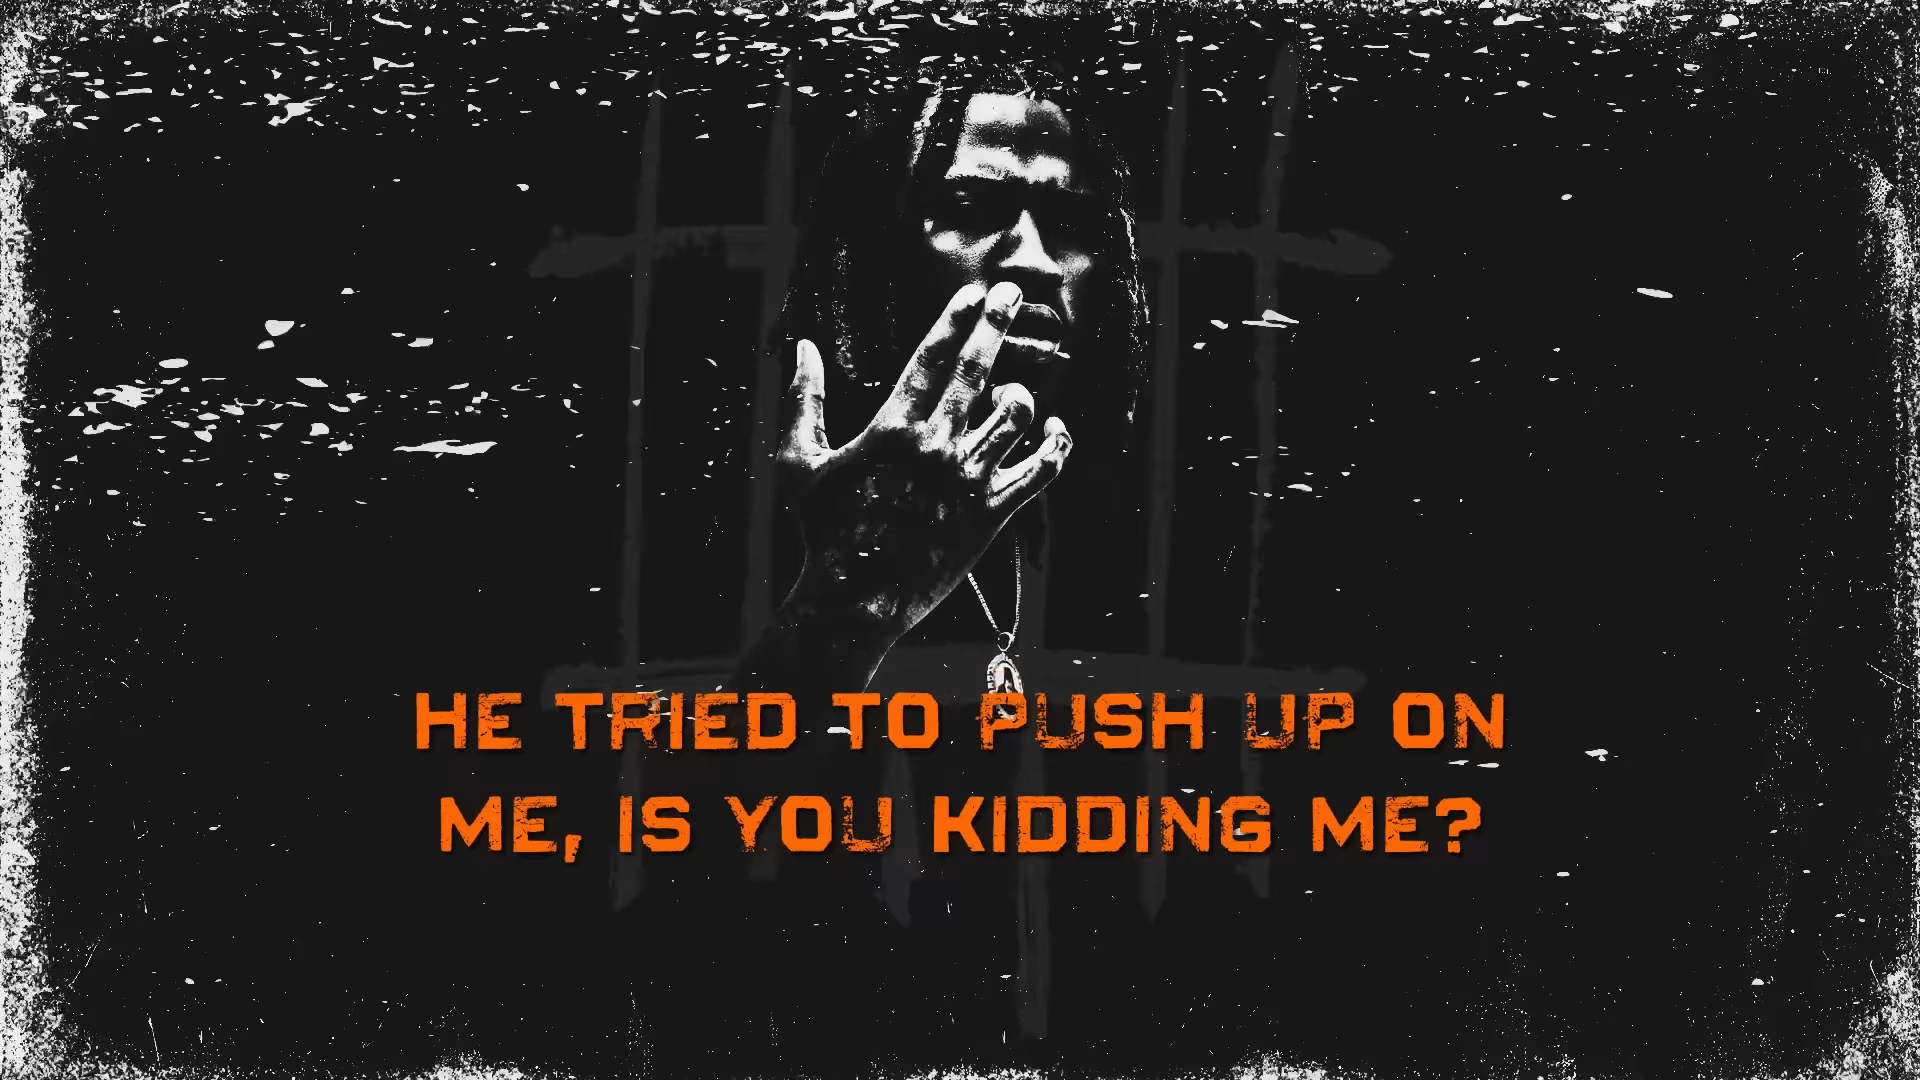 HE TRIED TO PUSH UP ON
ME, IS YOU KIDDING ME?